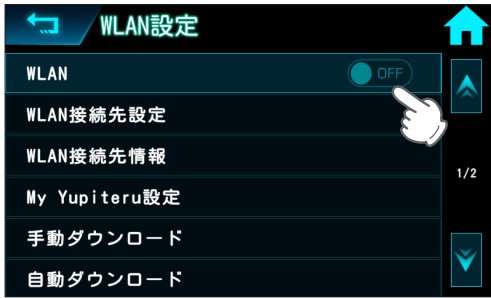 WLAN設定
WLAN
OFF
WLAN接続先設定
WLAN接続先情報
1/2
My Yupiteru設定
手動ダウンロード
自動ダウンロード